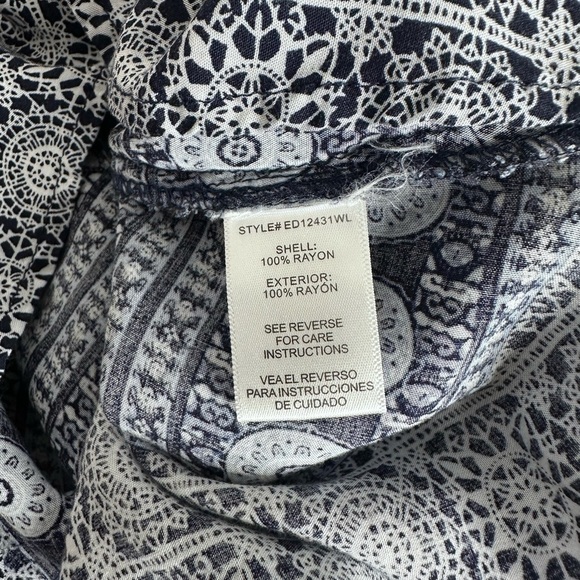 STYLE# ED12431WL
SHELL:
100% RAYON
EXTERIOR:
100% RAYÓN
SEE REVERSE
FOR CARE
INSTRUCTIONS
VEA EL REVERSO
PARA INSTRUCCIONES
DE CUIDADO